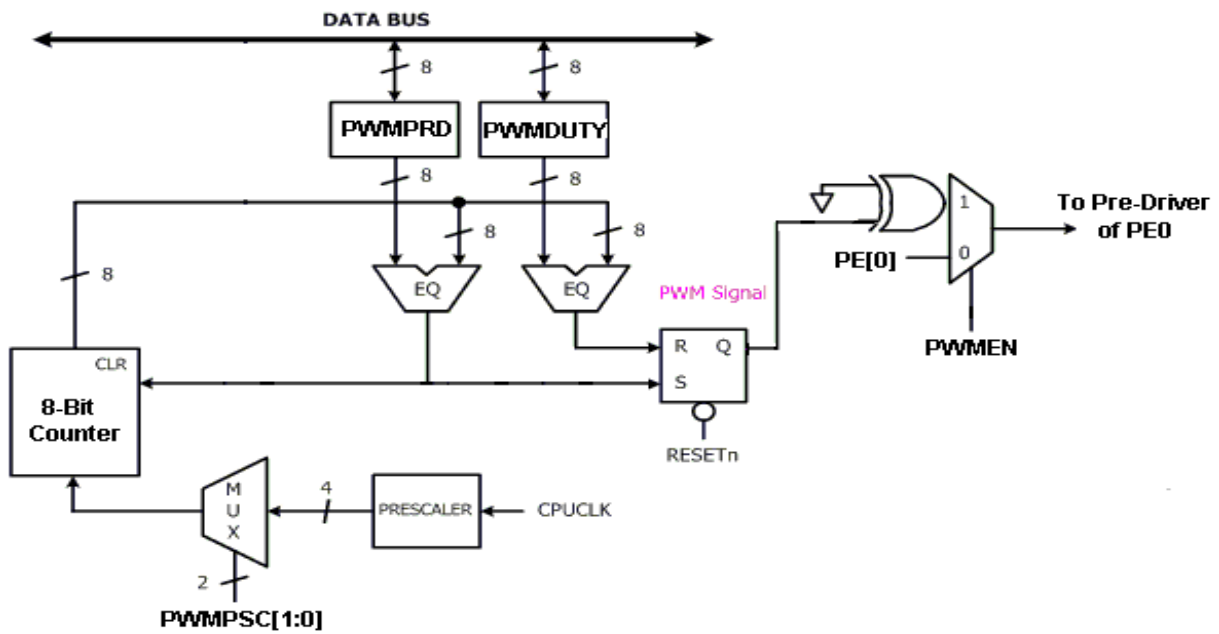 DATA BUS
8
8
PWMPRD
PWMDUTY
8
8
8
8
8
EQ
EQ
1
0
To Pre-Driver
of PE0
PE[0]
PWM Signal
PWMEN
R
Q
S
RESETn
CLR
8-Bit
Counter
M
U
X
4
PRESCALER
CPUCLK
2
PWMPSC[1:0]